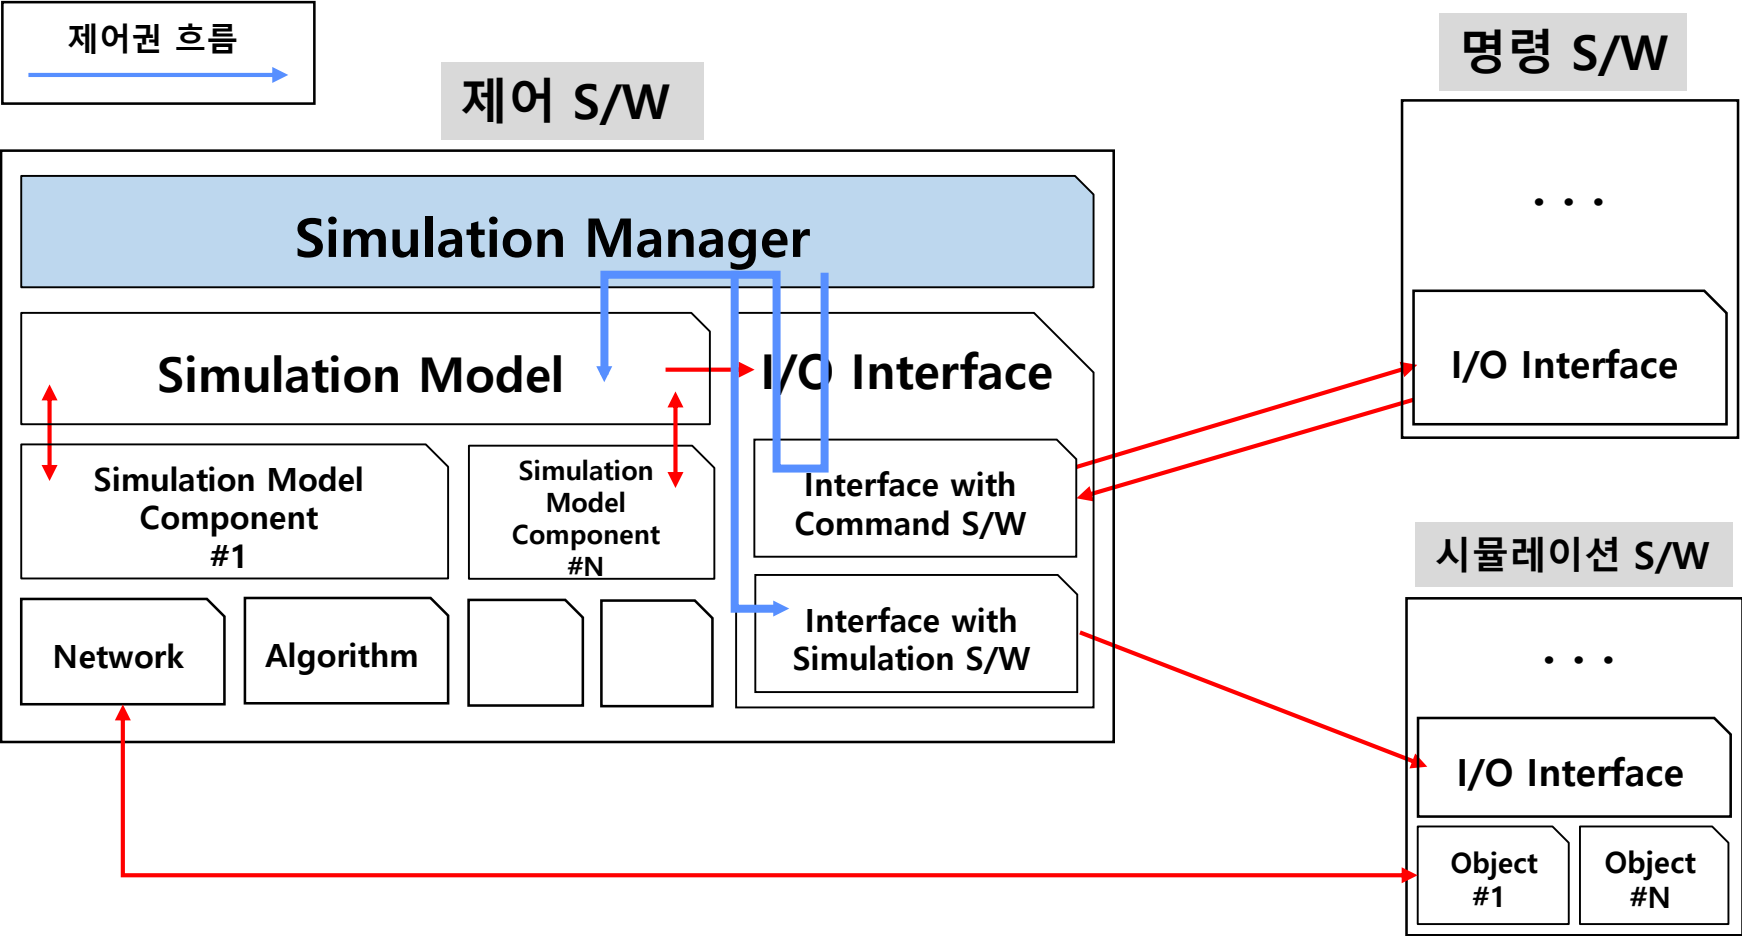 제어권 흐름
제어 S/W
명령 S/W
Simulation Manager
. . .
Simulation Model
I/O Interface
I/O Interface
Simulation Model
Component
#1
Simulation
Model
Component
#N
Interface with
Command S/W
시뮬레이션 S/W
Network
Algorithm
Interface with
Simulation S/W
. . .
I/O Interface
Object
#1
Object
#N